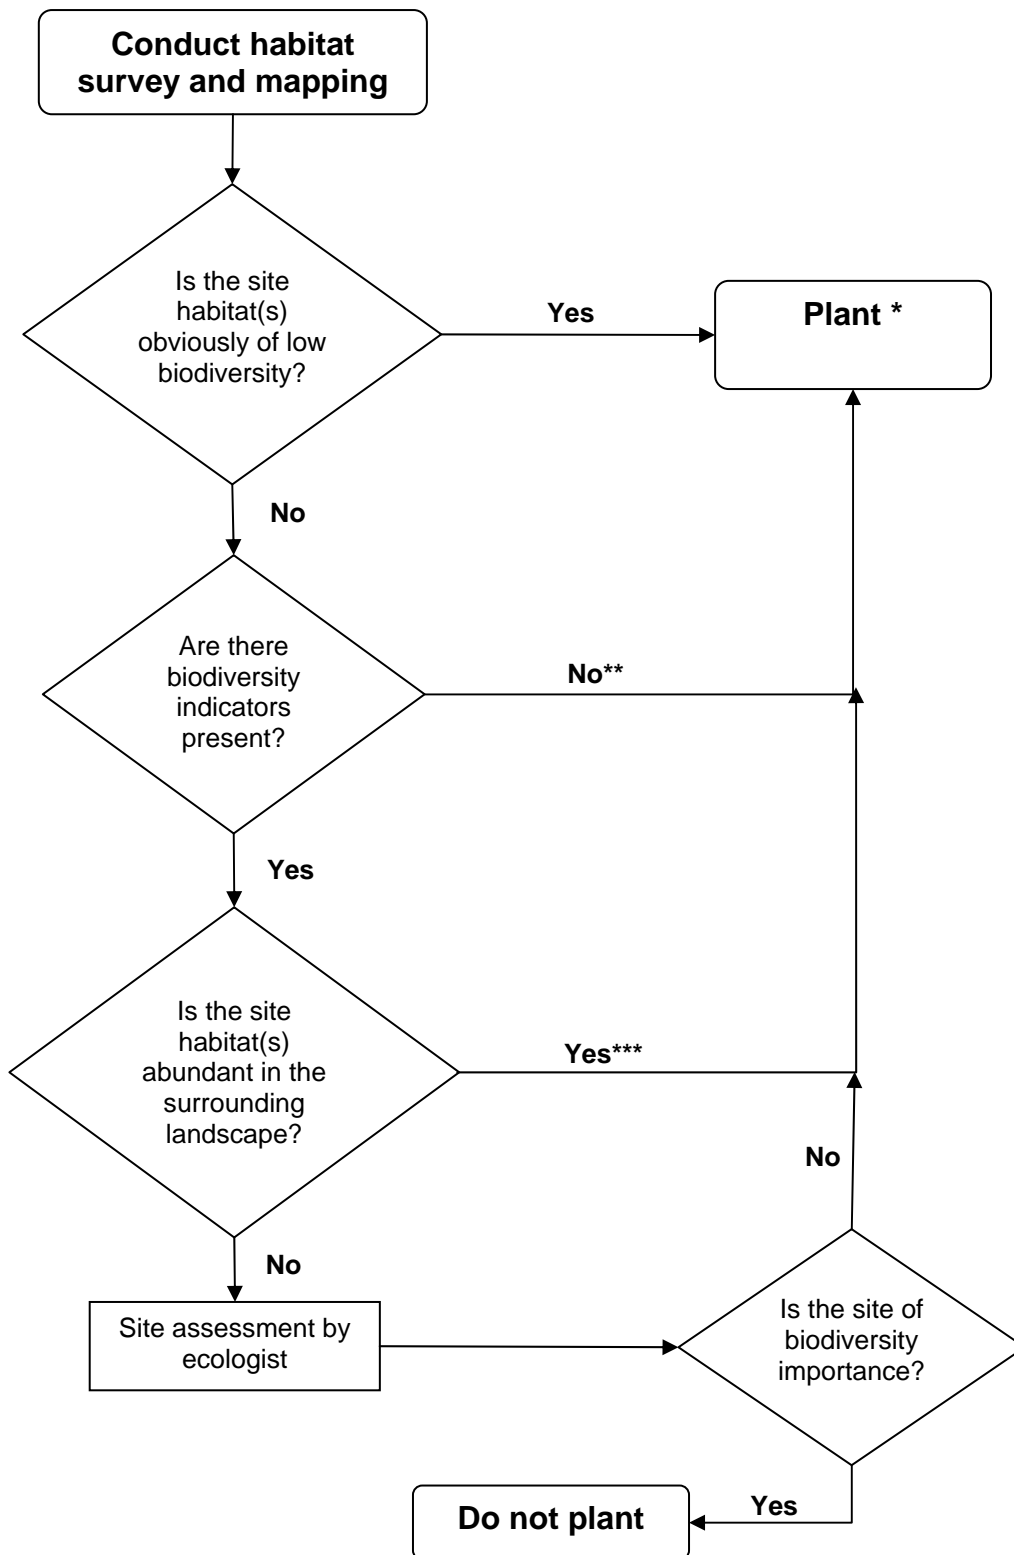 Conduct habitat
survey and mapping
Is the site
habitat(s)
obviously of low
biodiversity?
Yes
Plant *
No
Are there
biodiversity
indicators
present?
No**
Yes
Is the site
habitat(s)
abundant in the
surrounding
landscape?
Yes***
No
No
Site assessment by
ecologist
Is the site of
biodiversity
importance?
Yes
Do not plant